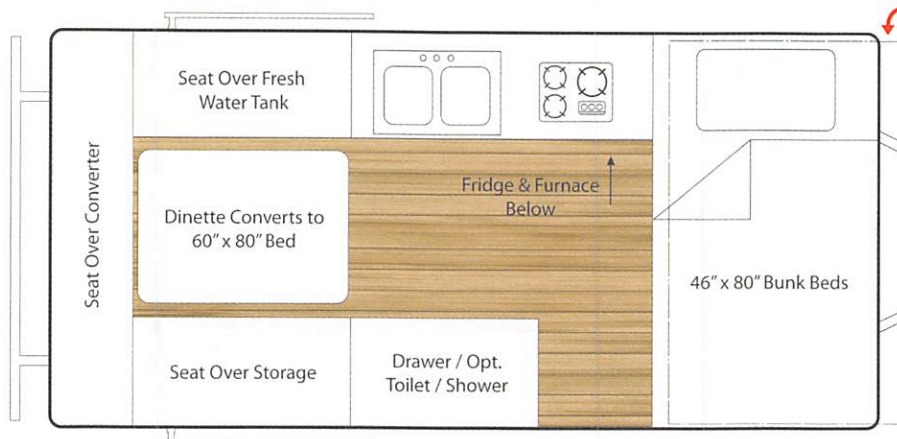 Seat Over Fresh
Water Tank
Seat Over Converter
Dinette Converts to
60” x 80” Bed
Fridge & Furnace
Below
46” x 80” Bunk Beds
Seat Over Storage
Drawer / Opt.
Toilet / Shower